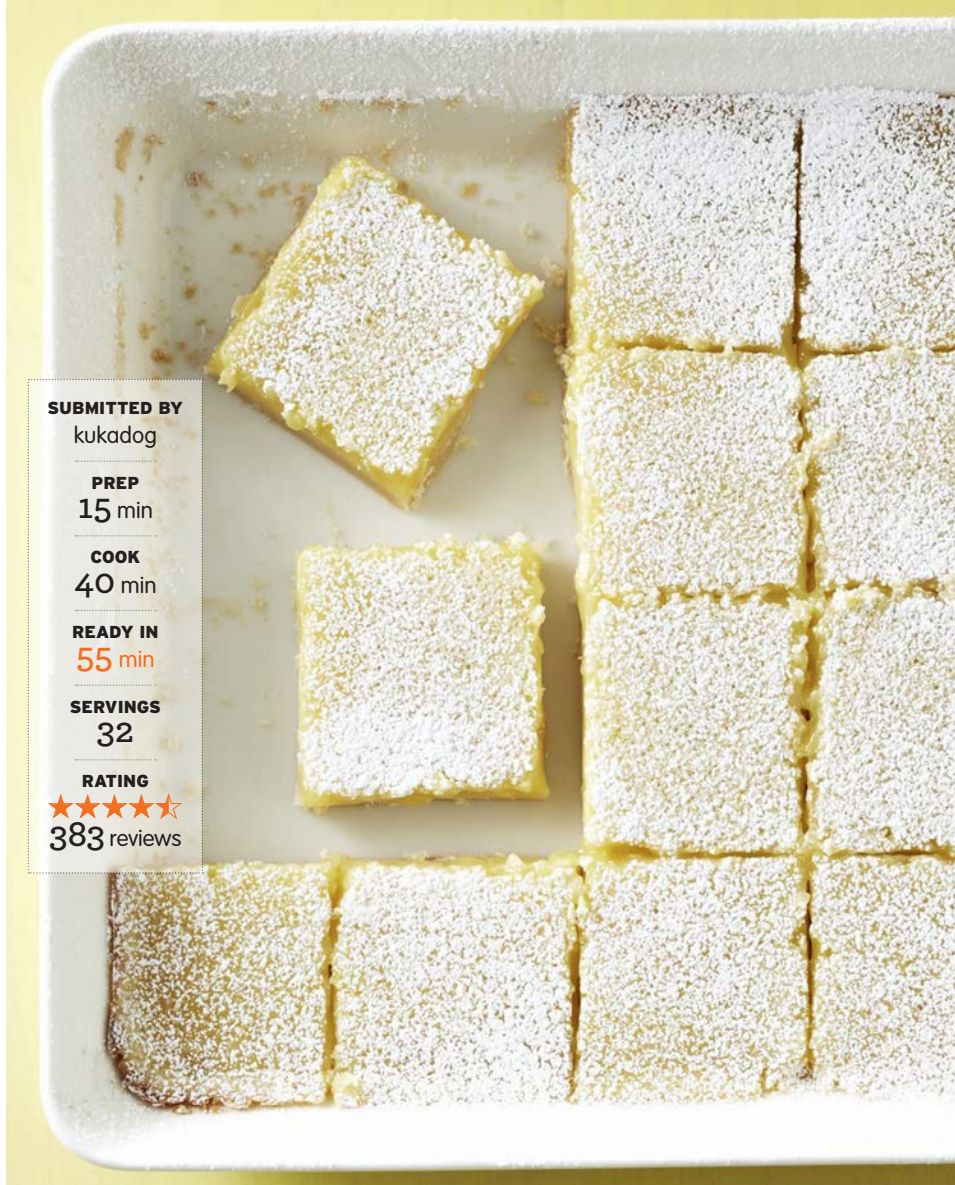 SUBMITTED BY
kukadog
PREP
15 min
COOK
40 min
READY IN
55 min
SERVINGS
32
RATING
383 reviews